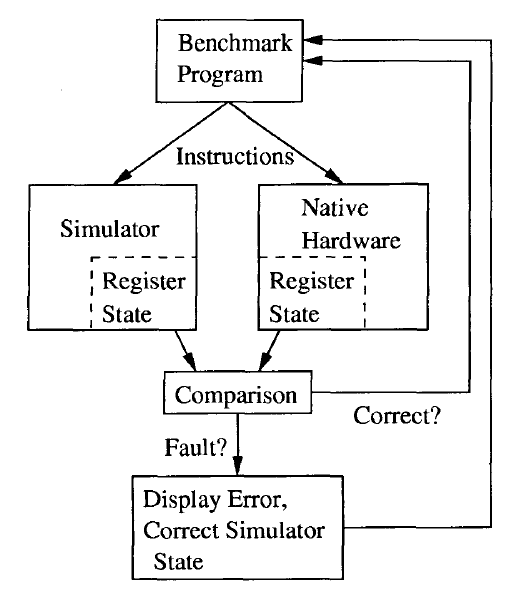 Benchmark
Program
Instructions
Simulator
Register
State
Native
Hardware
Register
State
Comparison
Correct?
Fault?
Display Error,
Correct Simulator
State